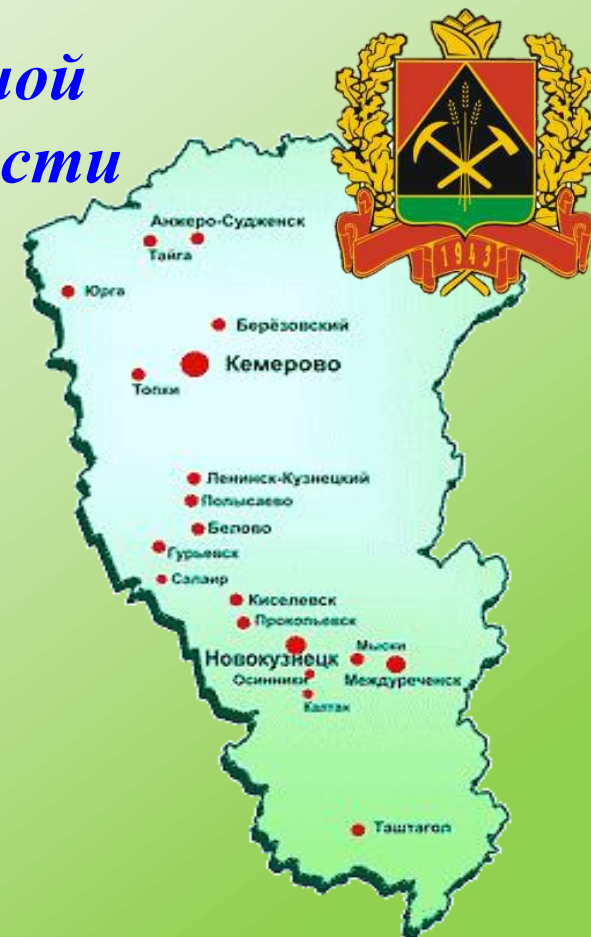 ной
сти
1943
Анжеро-Судженск
Тайга
Юрга
Берёзовский
Кемерово
Топки
Ленинск-Кузнецкий
Полысаево
Белово
Гурьевск
Салаир
Киселевск
Прокопьевск
Мыски
Новокузнецк
Осинники
Междуреченск
Калтан
Таштагол